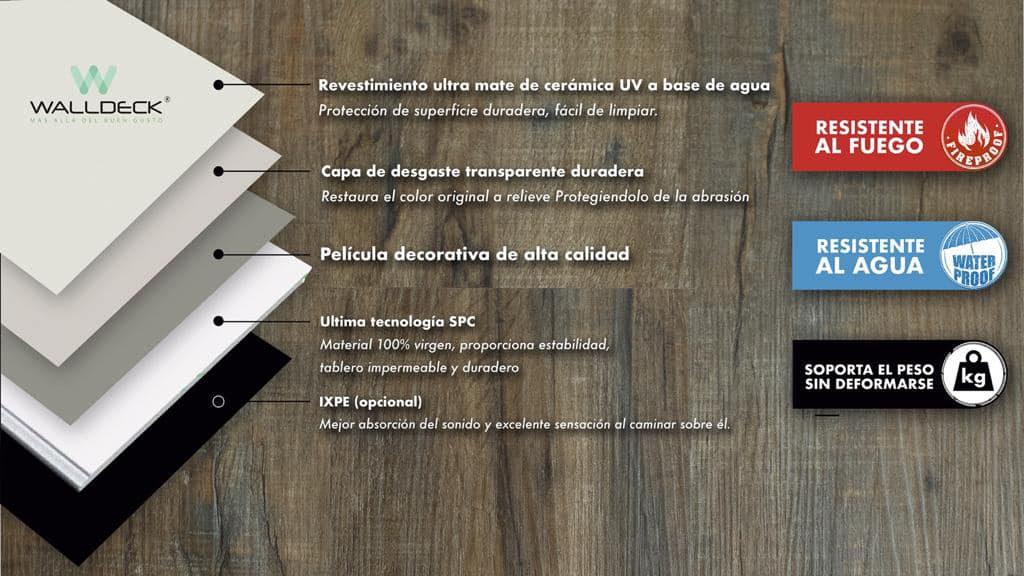 WALLDECK®
MÁS ALLÁ DEL BUEN GUSTO
Revestimiento ultra mate de cerámica UV a base de agua
Protección de superficie duradera, fácil de limpiar.
Capa de desgaste transparente duradera
Restaura el color original a relieve Protegiendolo de la abrasión
Película decorativa de alta calidad
Ultima tecnología SPC
Material 100% virgen, proporciona estabilidad,
tablero impermeable y duradero
IXPE (opcional)
Mejor absorción del sonido y excelente sensación al caminar sobre él.
RESISTENTE
AL FUEGO
FIREPROOF
RESISTENTE
AL AGUA
WATER
PROOF
SOPORTA EL PESO
SIN DEFORMARSE
kg